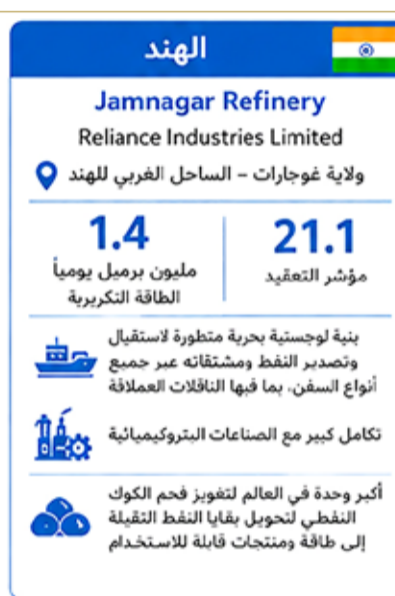 الهند
Jamnagar Refinery
Reliance Industries Limited
ولاية غوجارات – الساحل الغربي للهند
21.1
مؤشر التعقيد
1.4
مليون برميل يومياً
الطاقة التكريرية
بنية لوجستية بحرية متطورة لاستقبال
وتصدير النفط ومشتقاته عبر جميع
أنواع السفن، بما قبها الناقلات العملاقة
تكامل كبير مع الصناعات البتروكيميائية
أكبر وحدة في العالم لتغويز فحم الكوك
النفطي لتحويل بقايا النفط الثقيلة
إلى طاقة ومنتجات قابلة للاستخدام